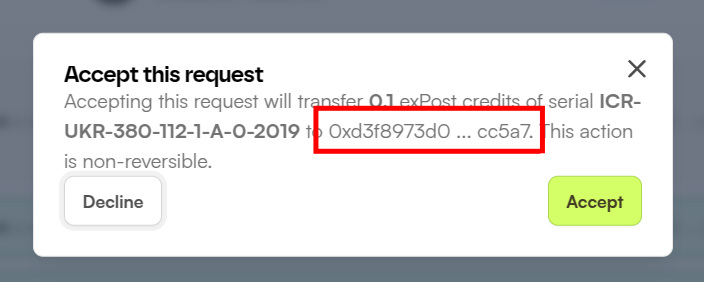 Accept this request
Accepting this request will transfer 0.1 exPost credits of serial ICR-
UKR-380-112-1-A-0-2019 to 0xd3f8973d0 ... cc5a7. This action
is non-reversible.
Decline
Accept